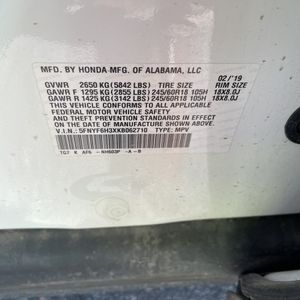 MFD. BY HONDA MFG. OF ALABAMA, LLC
02/'19
GVWR 2650 KG (5842 LBS) TIRE SIZE RIM SIZE
GAWR F 1295 KG (2855 LBS) 245/60R18 105H 18X8.0J
GAWR R 1425 KG (3142 LBS) 245/60R18 105H 18X8.0J
THIS VEHICLE CONFORMS TO ALL APPLICABLE
FEDERAL MOTOR VEHICLE SAFETY AND THEFT
PREVENTION STANDARDS IN EFFECT ON THE DATE OF
MANUFACTURE SHOWN ABOVE.
V.I.N.: 5FNYF6H3XKB062710 TYPE: MPV
TG7 K AF6 - NH603P -A-B